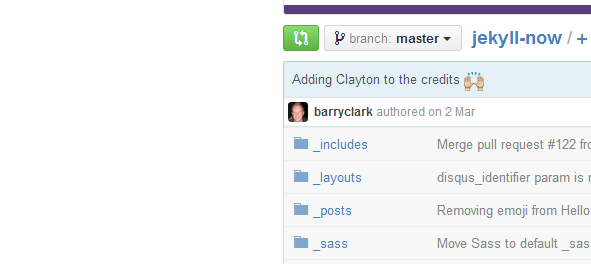 branch: master jekyll-now / +
Adding Clayton to the credits 🙌
barryclark authored on 2 Mar
_includes Merge pull request #122
_layouts disqus_identifier param is
_posts Removing emoji from Hello
_sass Move Sass to default _sas